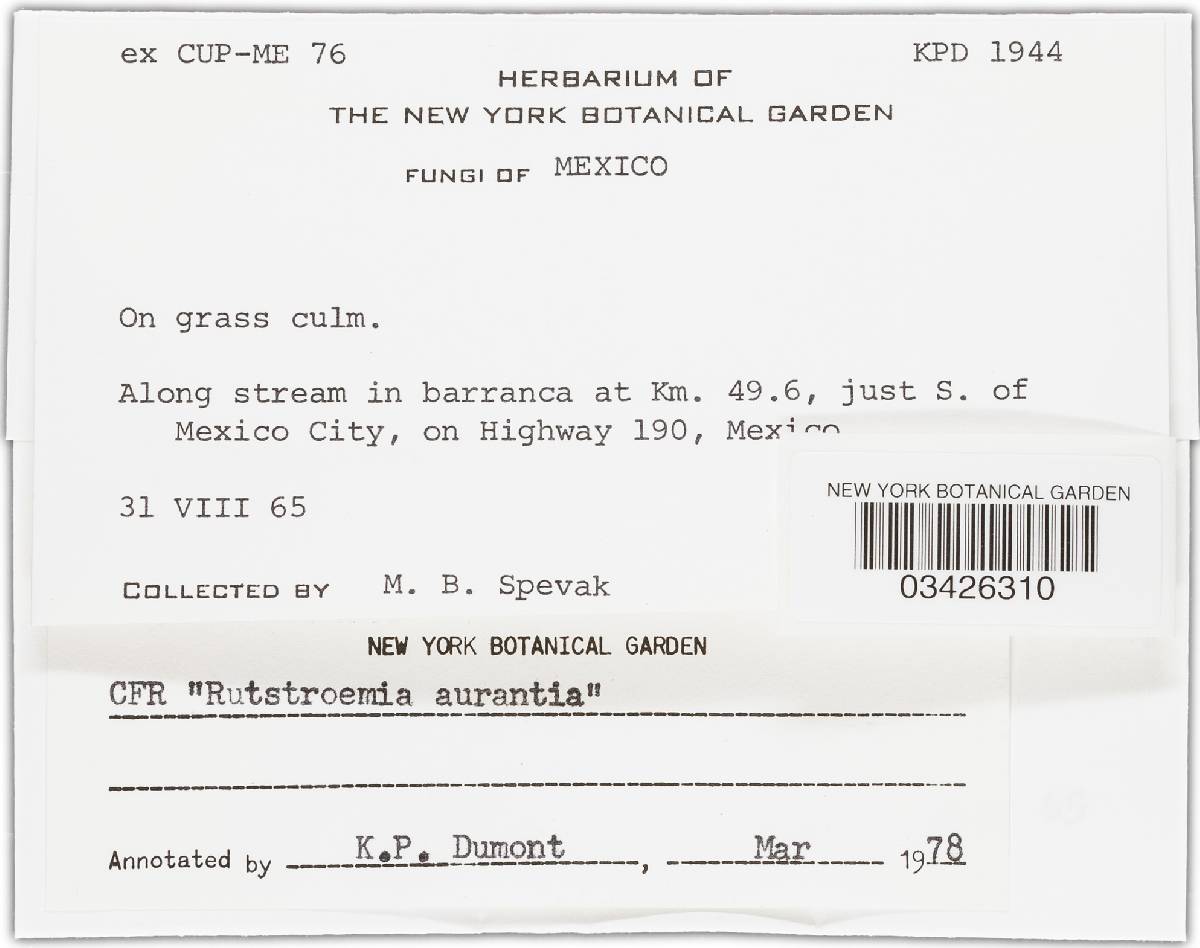 ex CUP-ME 76 KPD 1944
HERBARIUM OF
THE NEW YORK BOTANICAL GARDEN
FUNGI OF MEXICO
On grass culm.
Along stream in barranca at Km. 49.6, just S. of
Mexico City, on Highway 190, Mexico
31 VIII 65
NEW YORK BOTANICAL GARDEN
03426310
COLLECTED BY M. B. Spevak
NEW YORK BOTANICAL GARDEN
CFR "Rutstroemia aurantia"
Annotated by K.P. Dumont, Mar 1978